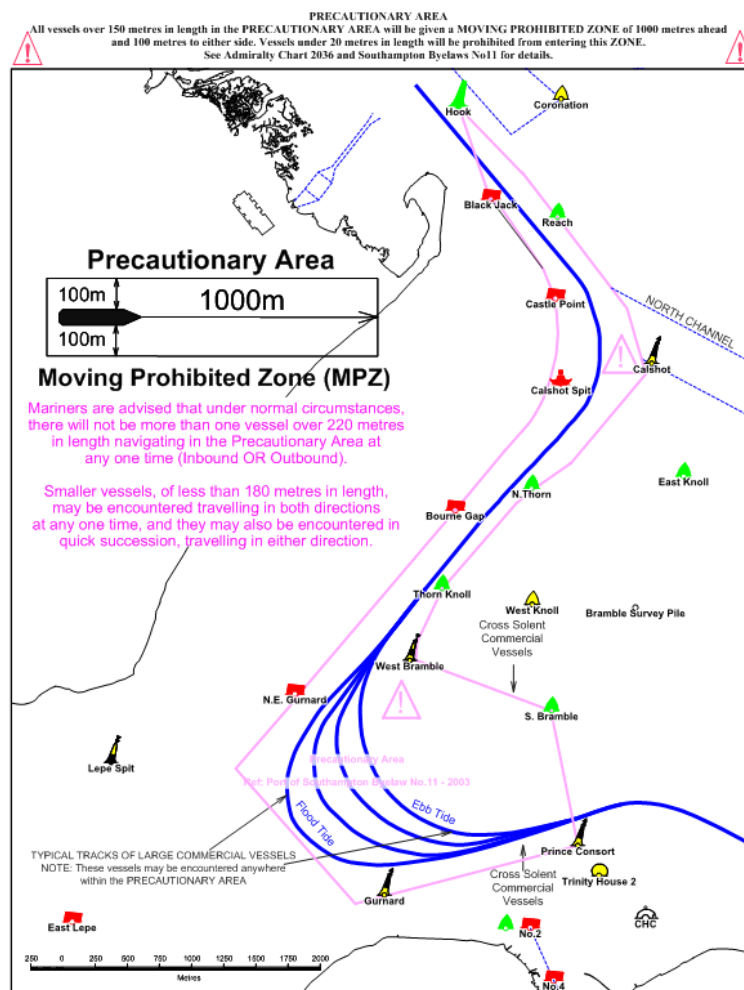 PRECAUTIONARY AREA
All vessels over 150 metres in length in the PRECAUTIONARY AREA will be given a MOVING PROHIBITED ZONE of 1000 metres ahead
and 100 metres to either side. Vessels under 20 metres in length will be prohibited from entering this ZONE.
See Admiralty Chart 2036 and Southampton Byelaws No11 for details.
Hook
Coronation
Black Jack
Reach
Precautionary Area
100m
1000m
100m
Moving Prohibited Zone (MPZ)
Castle Point
NORTH CHANNEL
Calshot
Calshot Spit
Mariners are advised that under normal circumstances,
there will not be more than one vessel over 220 metres
in length navigating in the Precautionary Area at
any one time (Inbound OR Outbound).
Smaller vessels, of less than 180 metres in length,
may be encountered travelling in both directions
at any one time, and they may also be encountered in
quick succession, travelling in either direction.
East Knoll
N.Thorn
Bourne Gap
Thorn Knoll
West Knoll
Bramble Survey Pile
Cross Solent
Commercial
Vessels
West Bramble
N.E. Gurnard
S. Bramble
Lepe Spit
Precautionary Area
Ref: Port of Southampton Byelaw No.11 - 2003
Flood Tide
Ebb Tide
TYPICAL TRACKS OF LARGE COMMERCIAL VESSELS
NOTE: These vessels may be encountered anywhere
within the PRECAUTIONARY AREA
Prince Consort
Cross Solent
Commercial
Vessels
Trinity House 2
Gurnard
CHC
East Lepe
No.2
No.4
250 0 250 500 750 1000 1250 1500 1750 2000
Metres